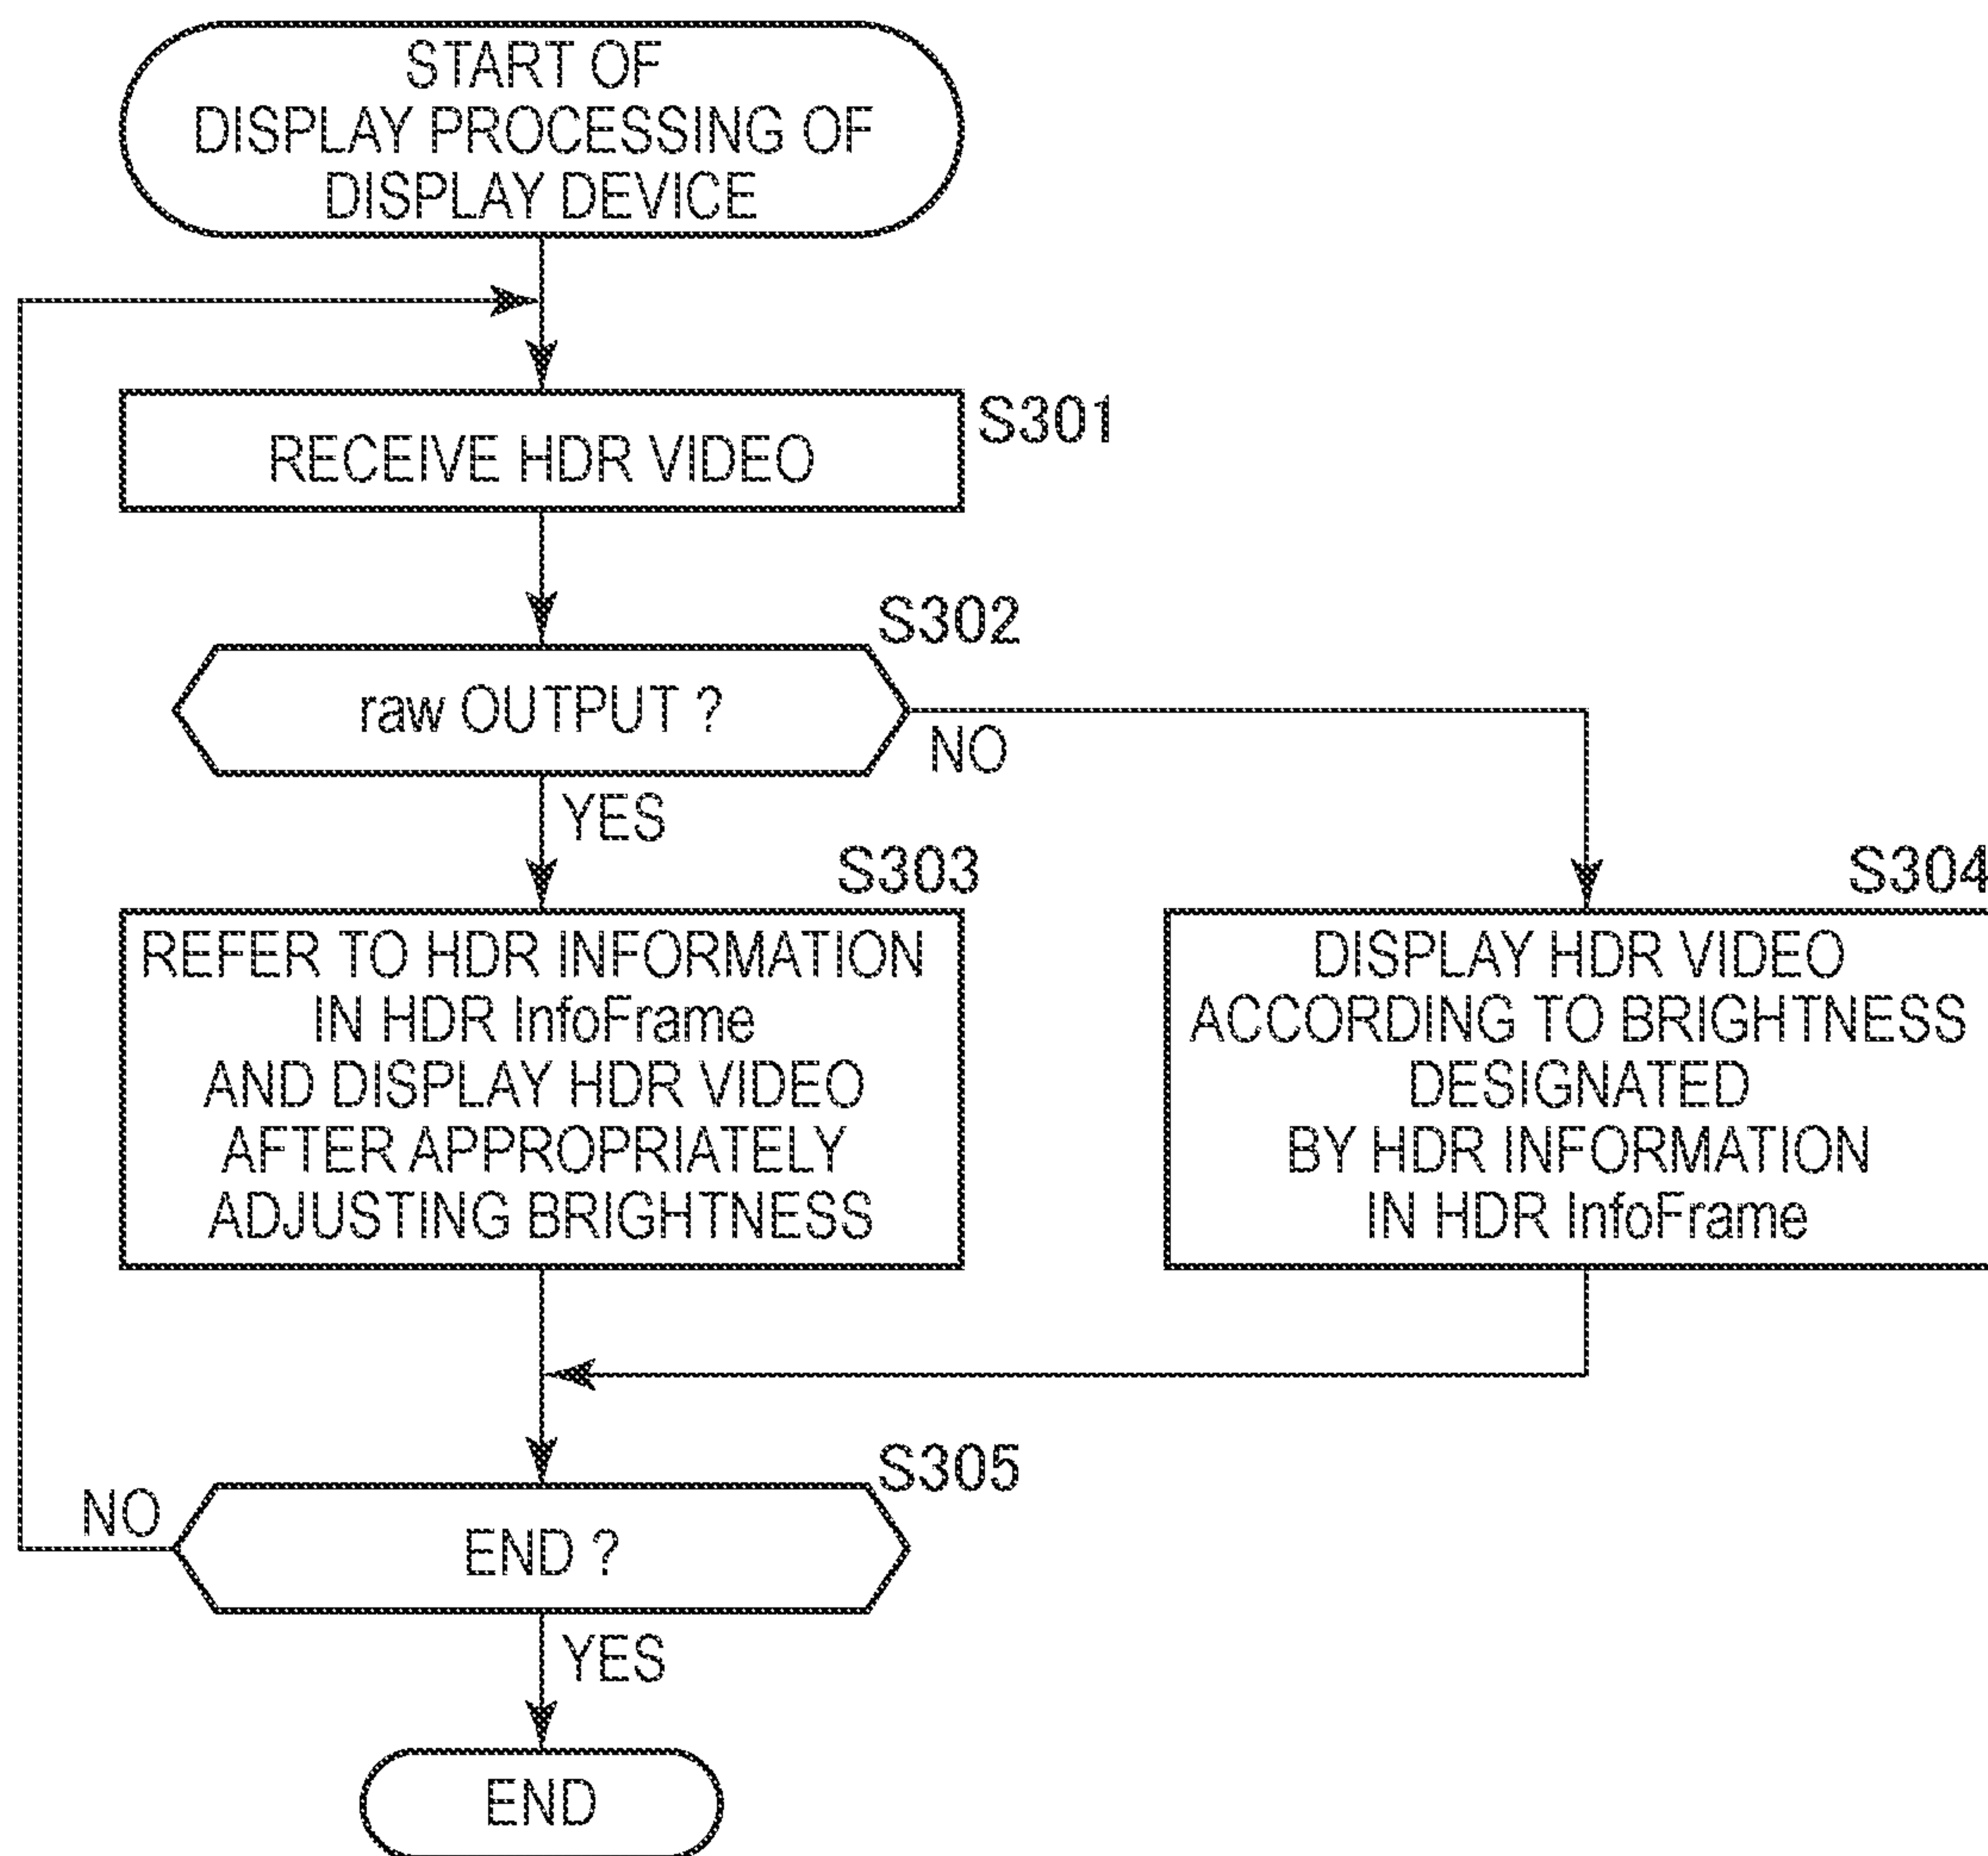 START OF
DISPLAY PROCESSING OF
DISPLAY DEVICE
RECEIVE HDR VIDEO
S301
S302
raw OUTPUT ?
NO
YES
S303
REFER TO HDR INFORMATION
IN HDR InfoFrame
AND DISPLAY HDR VIDEO
AFTER APPROPRIATELY
ADJUSTING BRIGHTNESS
S304
DISPLAY HDR VIDEO
ACCORDING TO BRIGHTNESS
DESIGNATED
BY HDR INFORMATION
IN HDR InfoFrame
S305
NO
END ?
YES
END